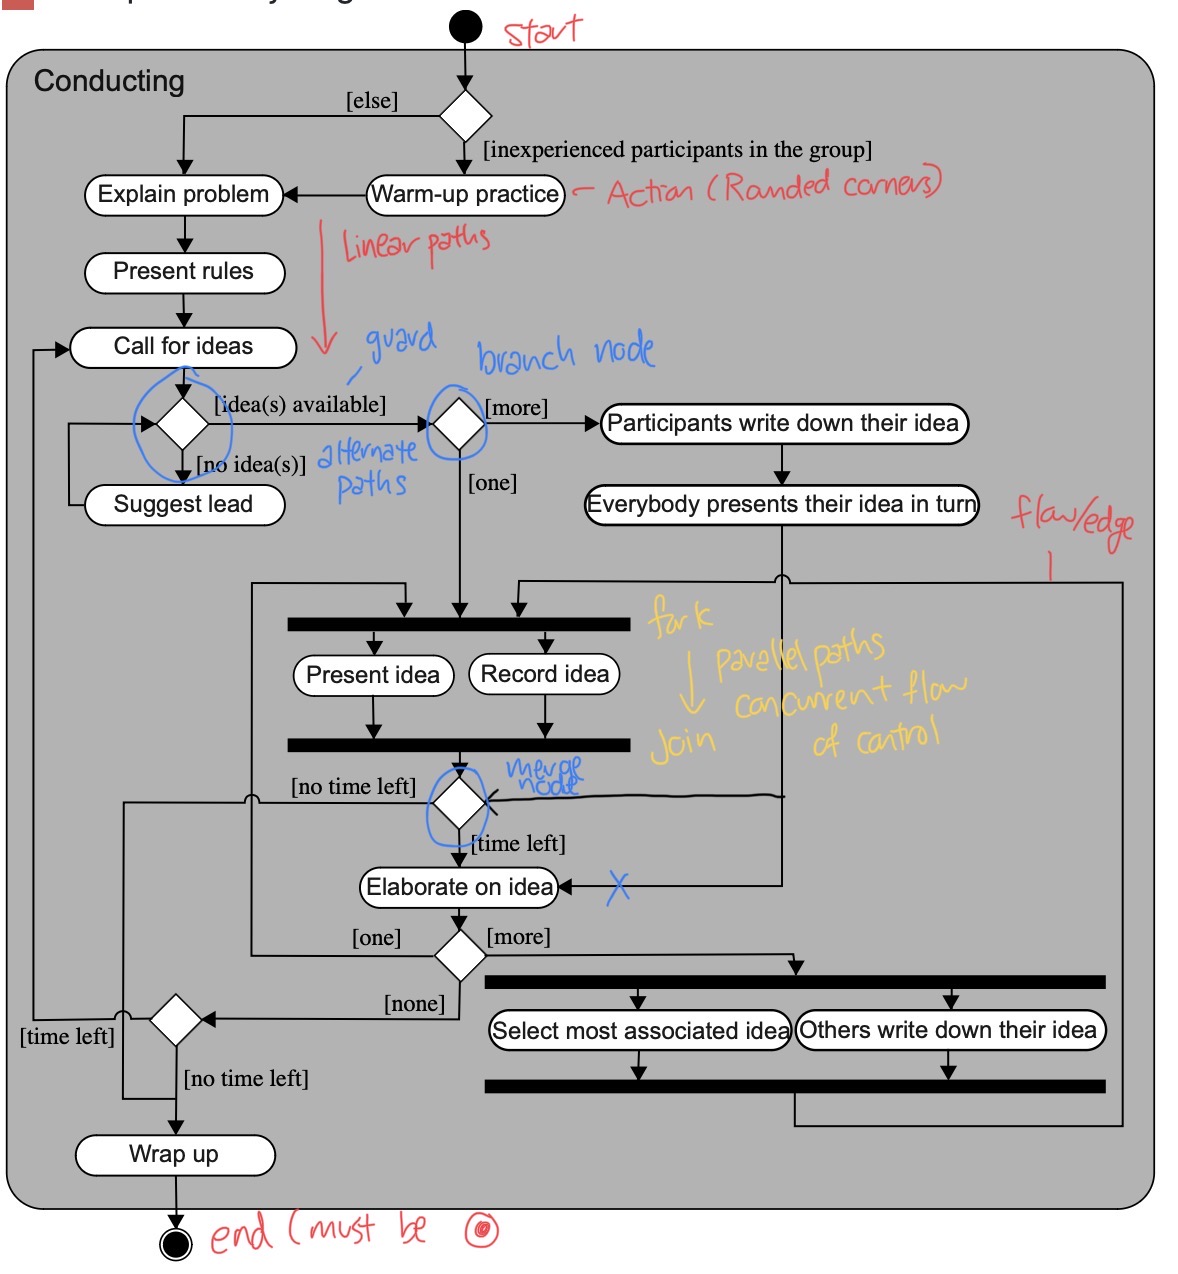 start
Conducting
[else]
[inexperienced participants in the group]
Explain problem
Warm-up practice
Action (Randed corners)
Linear paths
Present rules
Call for ideas
guard
branch node
[idea(s) available]
[more]
Participants write down their idea
alternate
paths
[no idea(s)]
[one]
Suggest lead
Everybody presents their idea in turn
flow/edge
fork
Present idea
Record idea
parallel paths
concurrent flow
of control
Join
merge
node
[no time left]
[time left]
Elaborate on idea
X
[one]
[more]
[none]
[time left]
Select most associated idea
Others write down their idea
[no time left]
Wrap up
end (must be